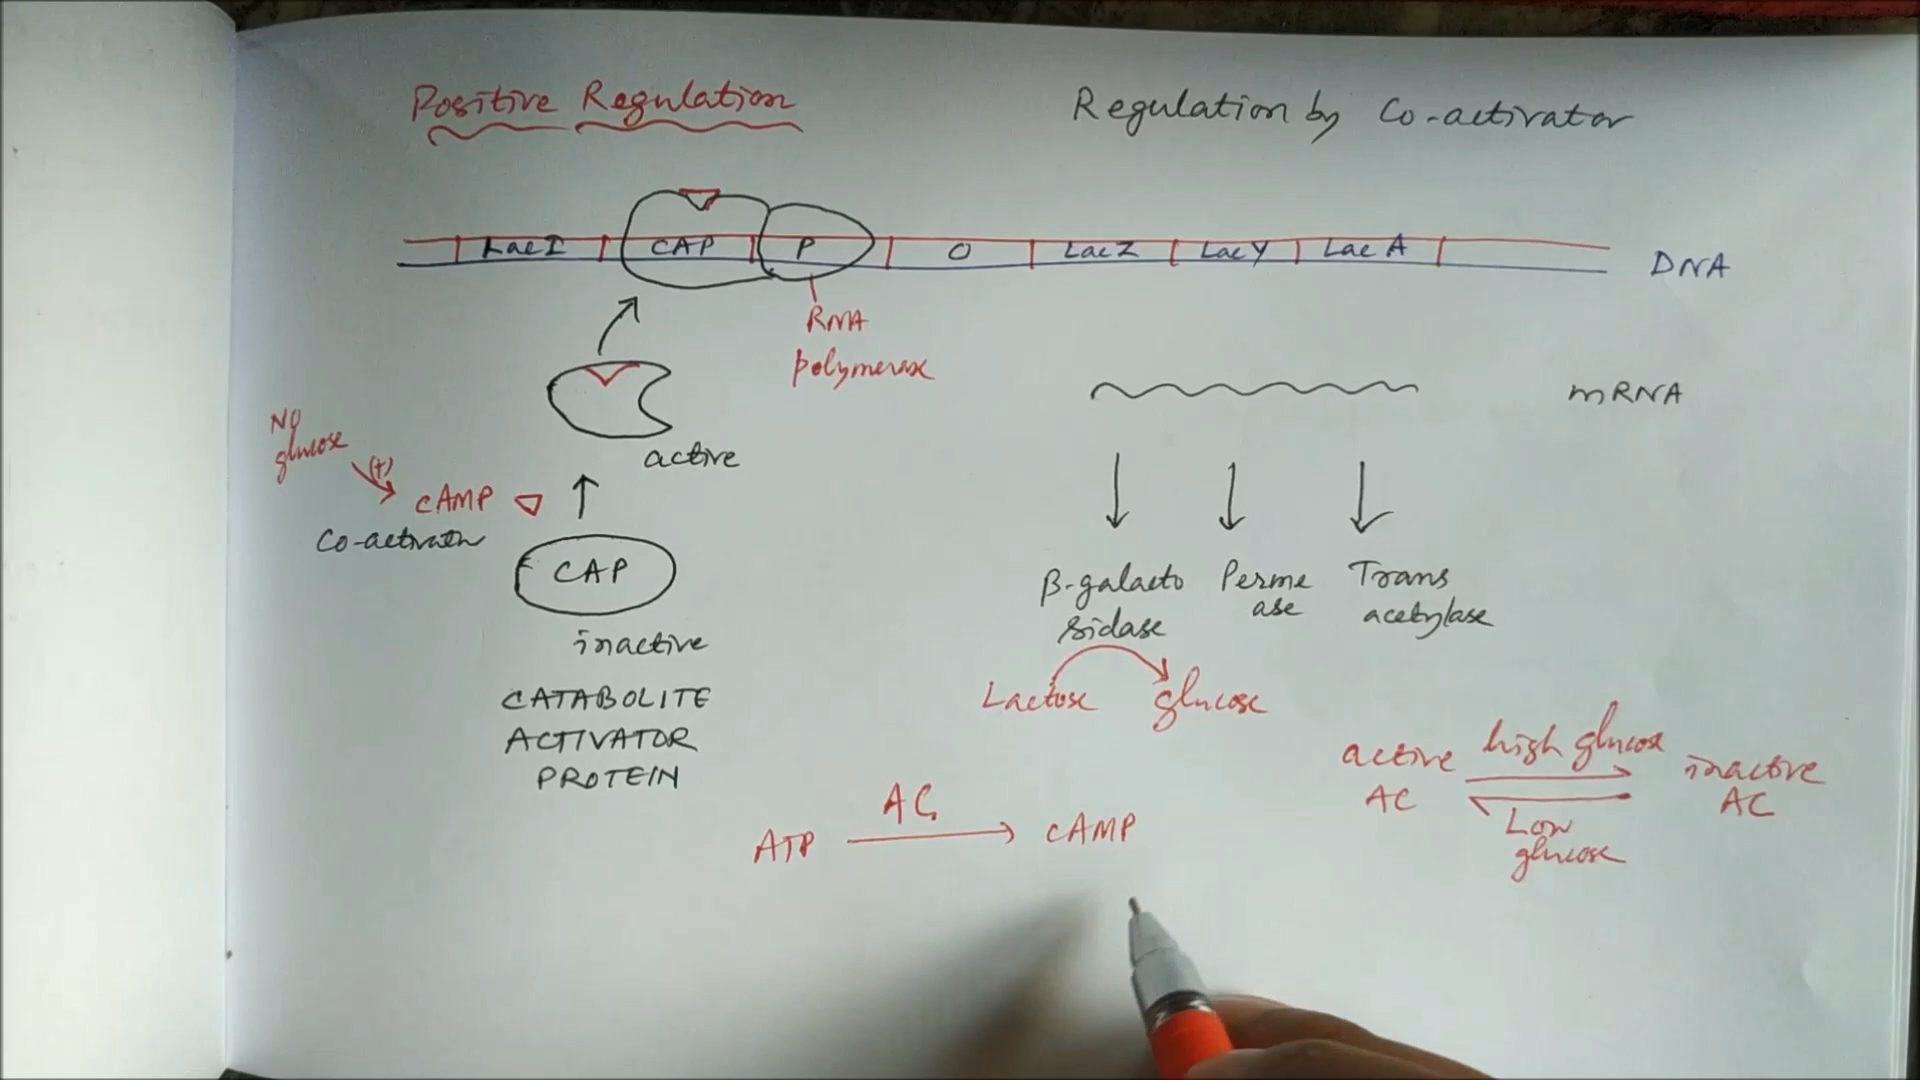 Positive Regulation
Regulation by Co-activator
LacI CAP P O LacZ LacY Lac A
DNA
RNA
polymerase
mRNA
NO
glucose
(+)
cAMP
Co-activator
active
CAP
inactive
CATABOLITE
ACTIVATOR
PROTEIN
β-galacto
sidase
Perme
ase
Trans
acetylase
Lactose glucose
ATP AC cAMP
active
AC
high glucose
Low
glucose
inactive
AC